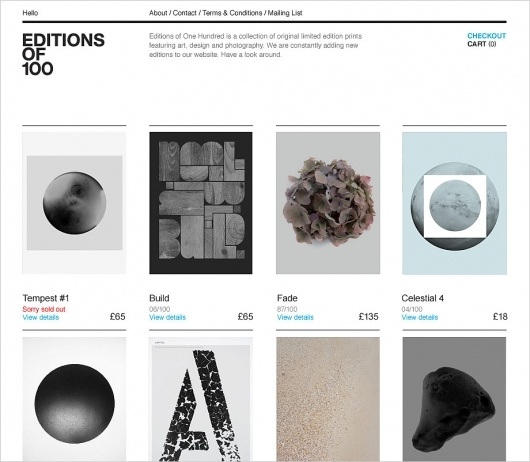 Hello
About / Contact / Terms & Conditions / Mailing List
EDITIONS
OF
100
Editions of One Hundred is a collection of original limited edition prints
featuring art, design and photography. We are constantly adding new
editions to our website. Have a look around.
CHECKOUT
CART (0)
Tempest #1
Sorry sold out
View details
£65
Build
06/100
View details
£65
Fade
87/100
View details
£135
Celestial 4
04/100
View details
£18
A